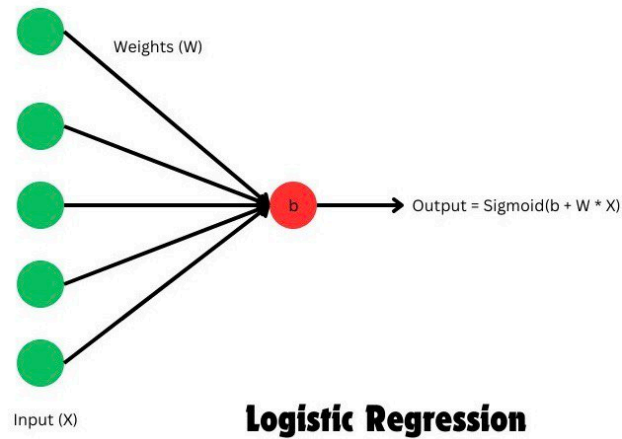 Weights (W)
b
Output = Sigmoid(b + W * X)
Input (X)
Logistic Regression